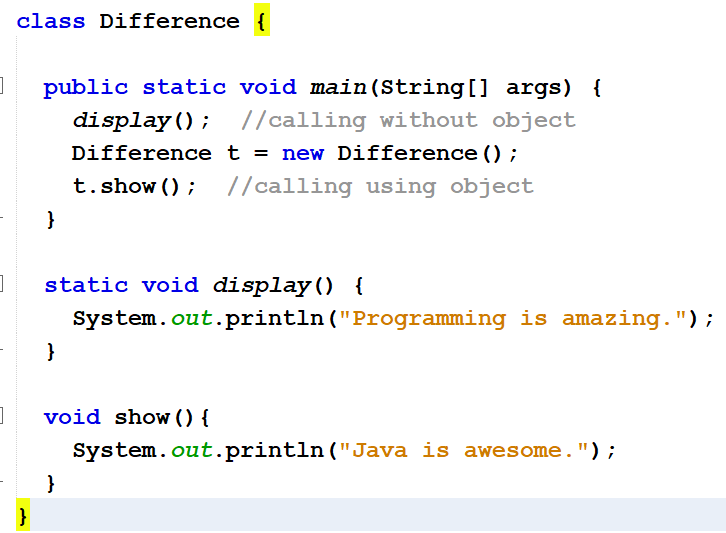 class Difference {
public static void main(String[] args) {
display();  //calling without object
Difference t = new Difference();
t.show();  //calling using object
}
static void display() {
System.out.println("Programming is amazing.");
}
void show(){
System.out.println("Java is awesome.");
}
}